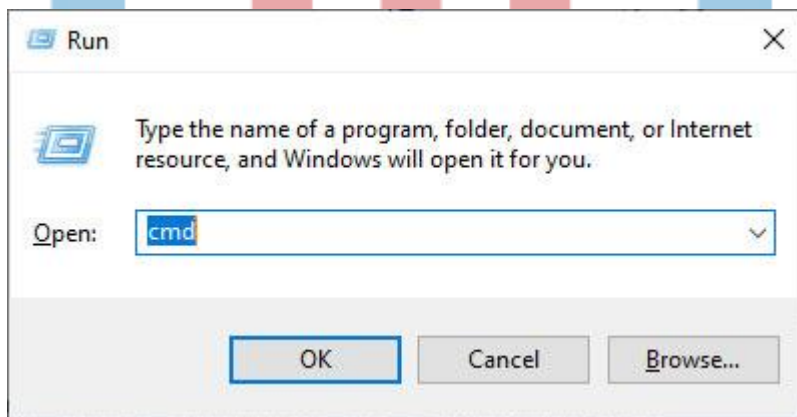 Run
Type the name of a program, folder, document, or Internet
resource, and Windows will open it for you.
Open: cmd
OK Cancel Browse...